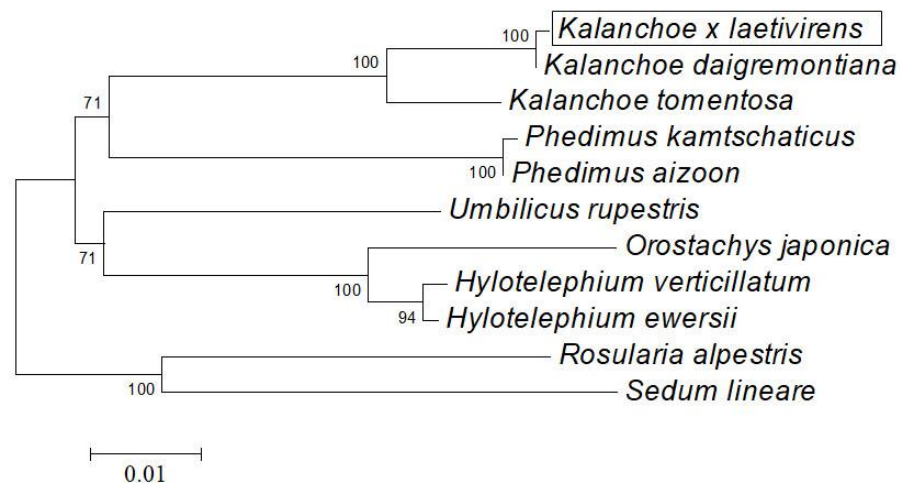 100 Kalanchoe x laetivirens
100 Kalanchoe daigremontiana
71 Kalanchoe tomentosa
Phedimus kamtschaticus
100 Phedimus aizoon
Umbilicus rupestris
71 Orostachys japonica
100 Hylotelephium verticillatum
94 Hylotelephium ewersii
Rosularia alpestris
100 Sedum lineare
0.01